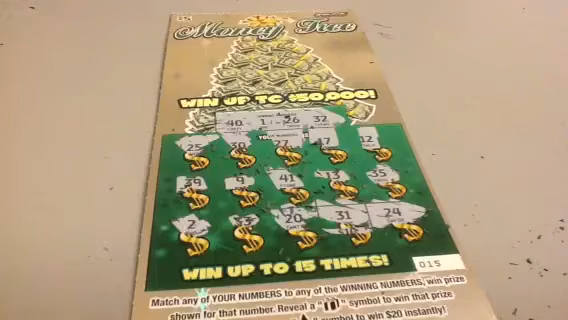 $5
Money Tree
WIN UP TO $50,000!
40 1 26 32
25 30 27 17 12
39 9 41 13 35
2 33 20 31 24
WIN UP TO 15 TIMES!
015
Match any of YOUR NUMBERS to any of the WINNING NUMBERS, win prize
shown for that number. Reveal a " " symbol to win that prize
symbol to win $20 instantly!